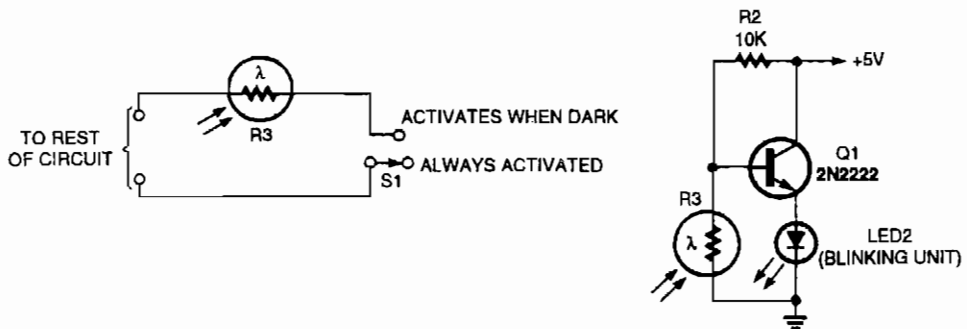 λ
R3
TO REST
OF CIRCUIT
ACTIVATES WHEN DARK
ALWAYS ACTIVATED
S1
R2
10K
+5V
Q1
2N2222
R3
λ
LED2
(BLINKING UNIT)